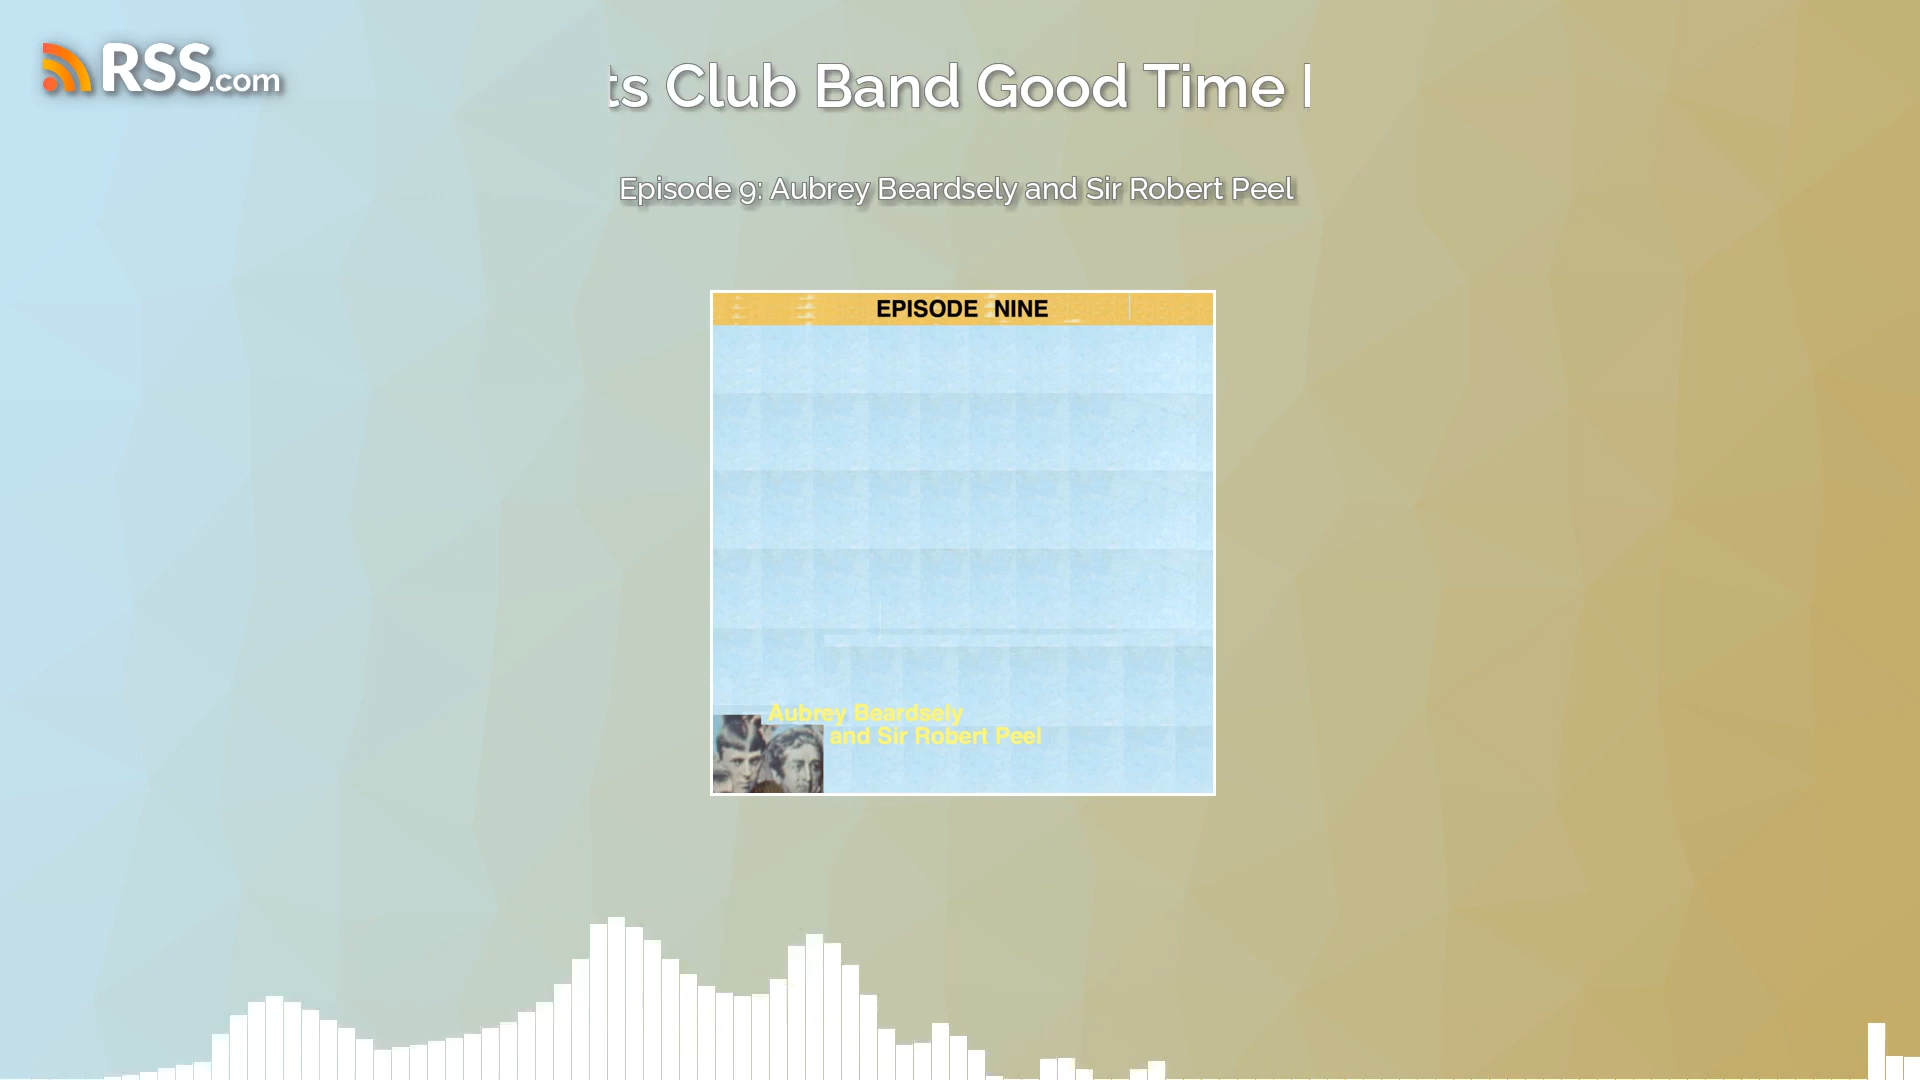 RSS.com
ts Club Band Good Time
Episode 9: Aubrey Beardsely and Sir Robert Peel
EPISODE NINE
Aubrey Beardsely
and Sir Robert Peel